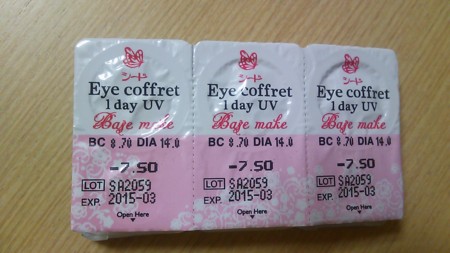 シード
Eye coffret
1 day UV
Base make
BC 8.70 DIA 14.0
-7.50
LOT SA2059
EXP. 2015-03
Open Here
シード
Eye coffret
1 day UV
Base make
BC 8.70 DIA 14.0
-7.50
LOT SA2059
EXP. 2015-03
Open Here
シード
Eye coffret
1 day UV
Base make
BC 8.70 DIA 14.0
-7.50
LOT SA2059
EXP. 2015-03
Open Here